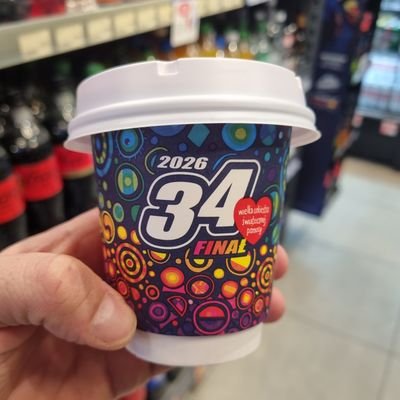 2026
34
FINAŁ
wielka orkiestra
świątecznej
pomocy